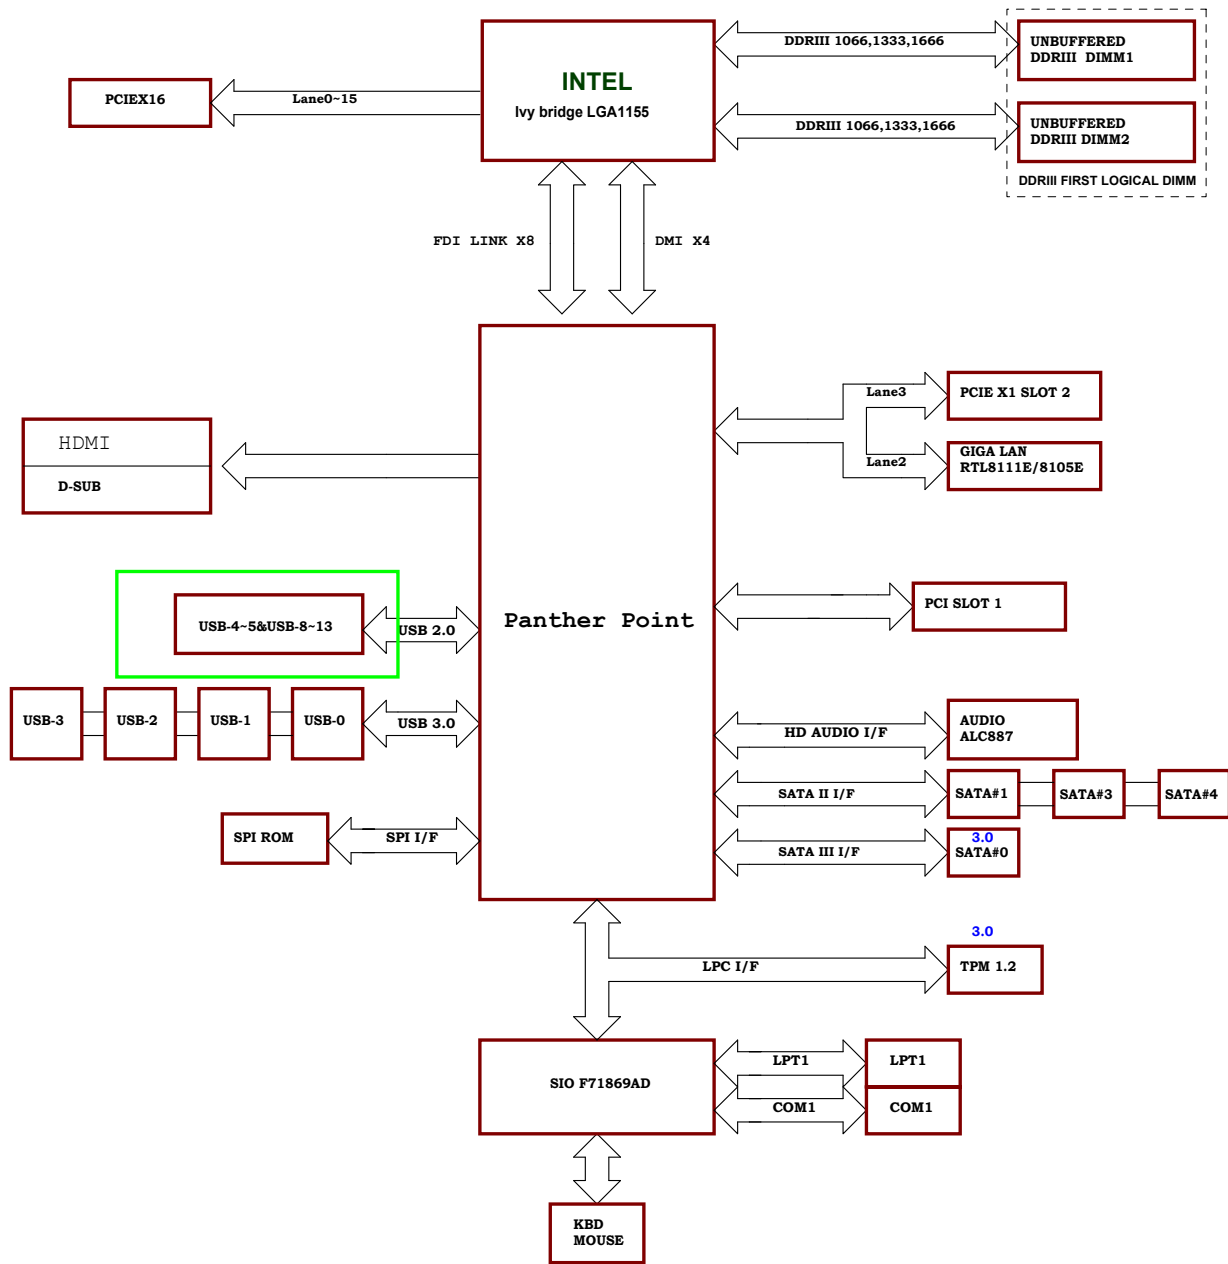 DDRIII 1066,1333,1666
UNBUFFERED
DDRIII DIMM1
INTEL
Ivy bridge LGA1155
PCIEX16
Lane0~15
DDRIII 1066,1333,1666
UNBUFFERED
DDRIII DIMM2
DDRIII FIRST LOGICAL DIMM
FDI LINK X8
DMI X4
Lane3
PCIE X1 SLOT 2
HDMI
D-SUB
Lane2
GIGA LAN
RTL8111E/8105E
Panther Point
PCI SLOT 1
USB-4~5&USB-8~13
USB 2.0
USB-3
USB-2
USB-1
USB-0
USB 3.0
HD AUDIO I/F
AUDIO
ALC887
SATA II I/F
SATA#1
SATA#3
SATA#4
SPI ROM
SPI I/F
SATA III I/F
3.0
SATA#0
3.0
LPC I/F
TPM 1.2
SIO F71869AD
LPT1
LPT1
COM1
COM1
KBD
MOUSE